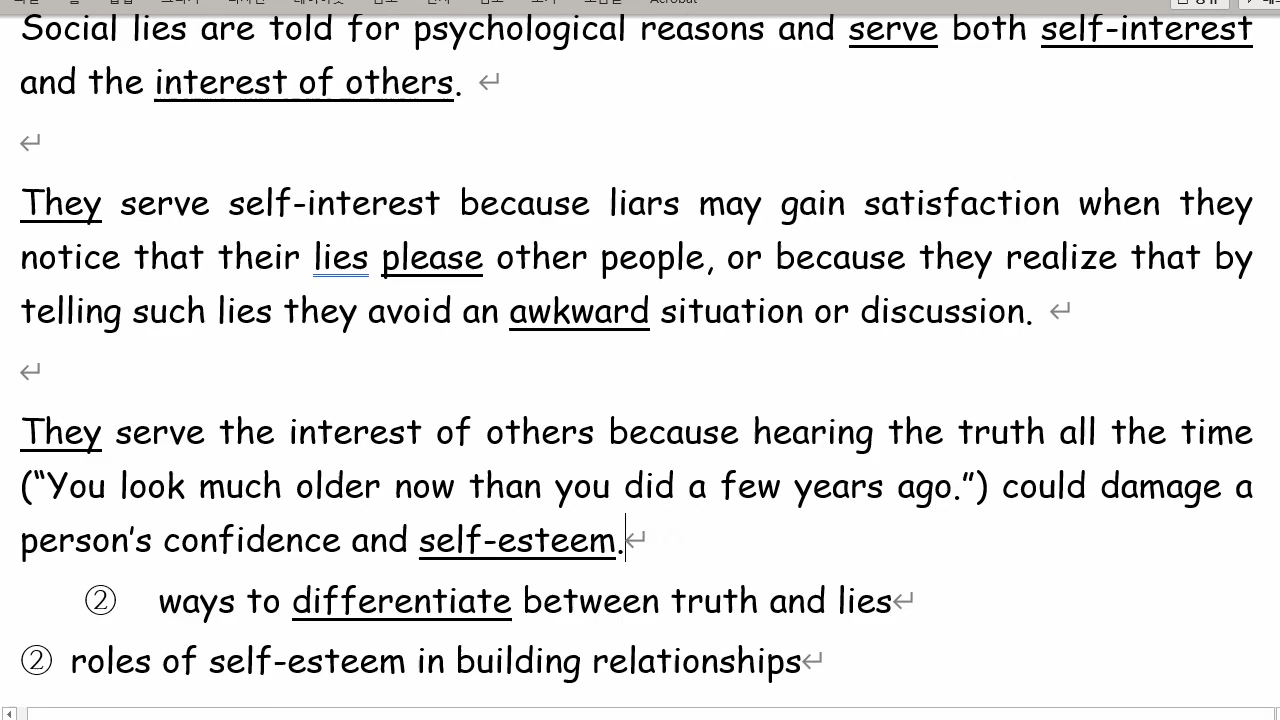 Acrobat
Social lies are told for psychological reasons and serve both self-interest
and the interest of others.
They serve self-interest because liars may gain satisfaction when they
notice that their lies please other people, or because they realize that by
telling such lies they avoid an awkward situation or discussion.
They serve the interest of others because hearing the truth all the time
(“You look much older now than you did a few years ago.”) could damage a
person’s confidence and self-esteem.
② ways to differentiate between truth and lies
② roles of self-esteem in building relationships